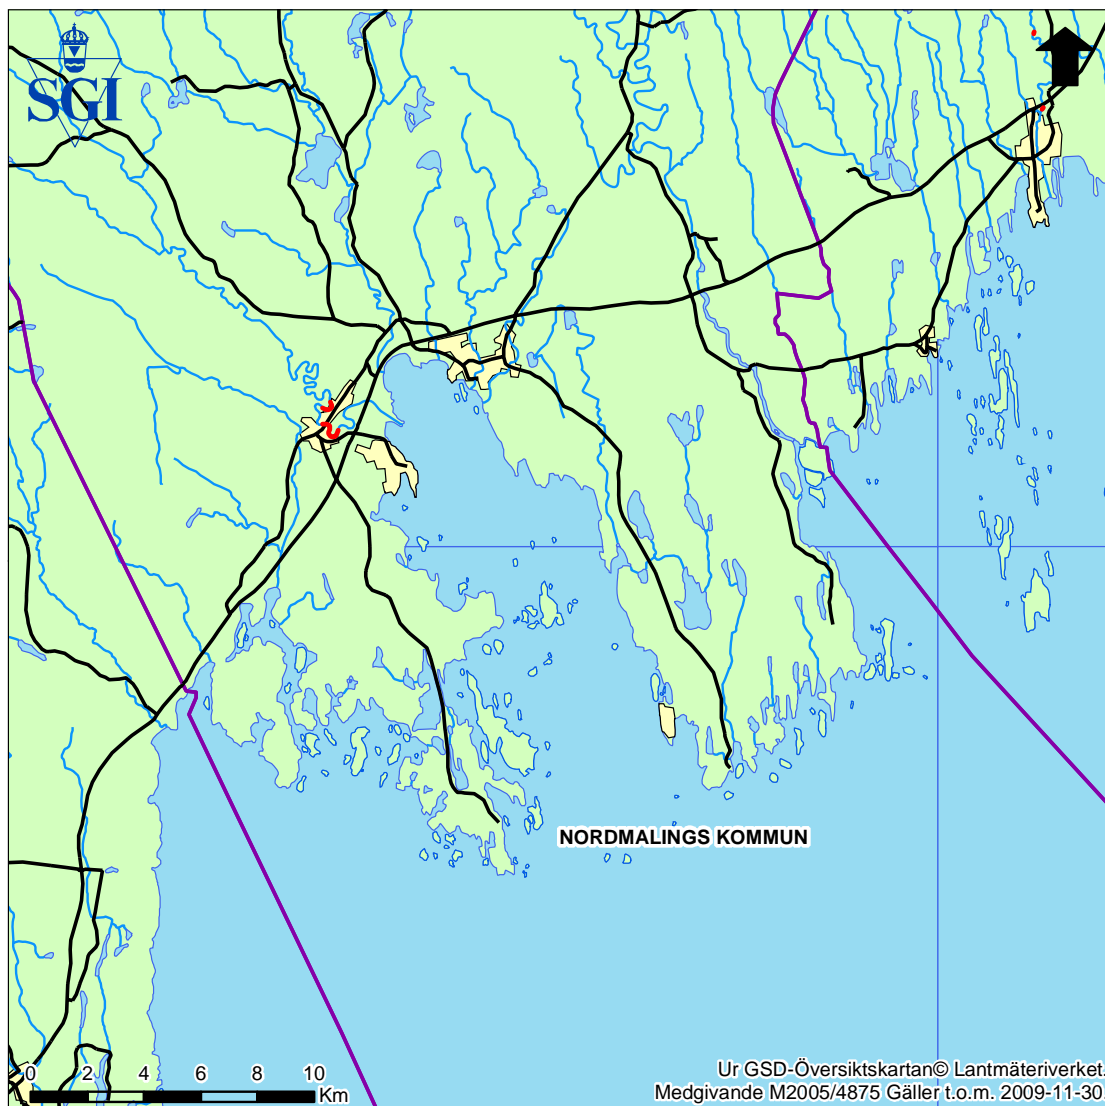 SGI
NORDMALINGS KOMMUN
0 2 4 6 8 10
Km
Ur GSD-Översiktskartan© Lantmäteriverket.
Medgivande M2005/4875 Gäller t.o.m. 2009-11-30